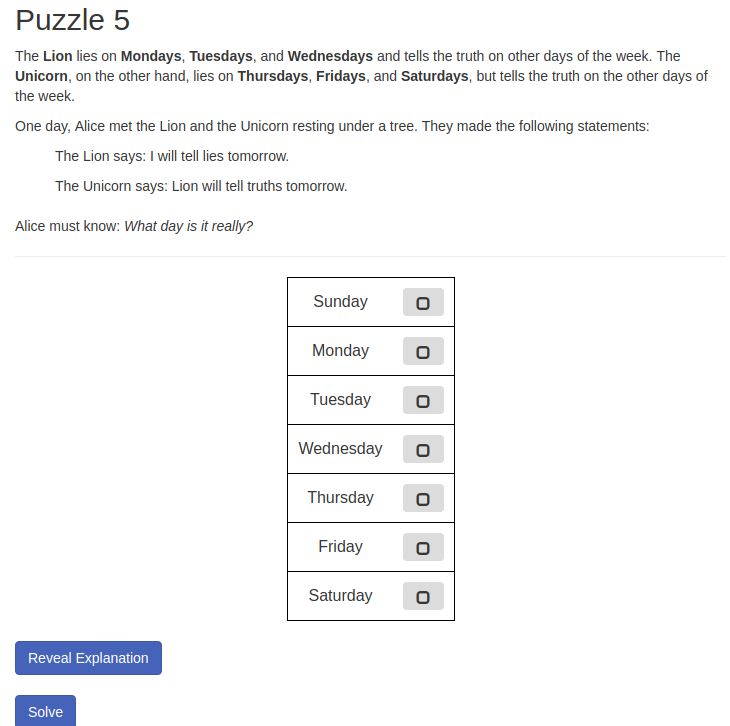 Puzzle 5
The Lion lies on Mondays, Tuesdays, and Wednesdays and tells the truth on other days of the week. The
Unicorn, on the other hand, lies on Thursdays, Fridays, and Saturdays, but tells the truth on the other days of
the week.
One day, Alice met the Lion and the Unicorn resting under a tree. They made the following statements:
The Lion says: I will tell lies tomorrow.
The Unicorn says: Lion will tell truths tomorrow.
Alice must know: What day is it really?
Sunday
Monday
Tuesday
Wednesday
Thursday
Friday
Saturday
Reveal Explanation
Solve